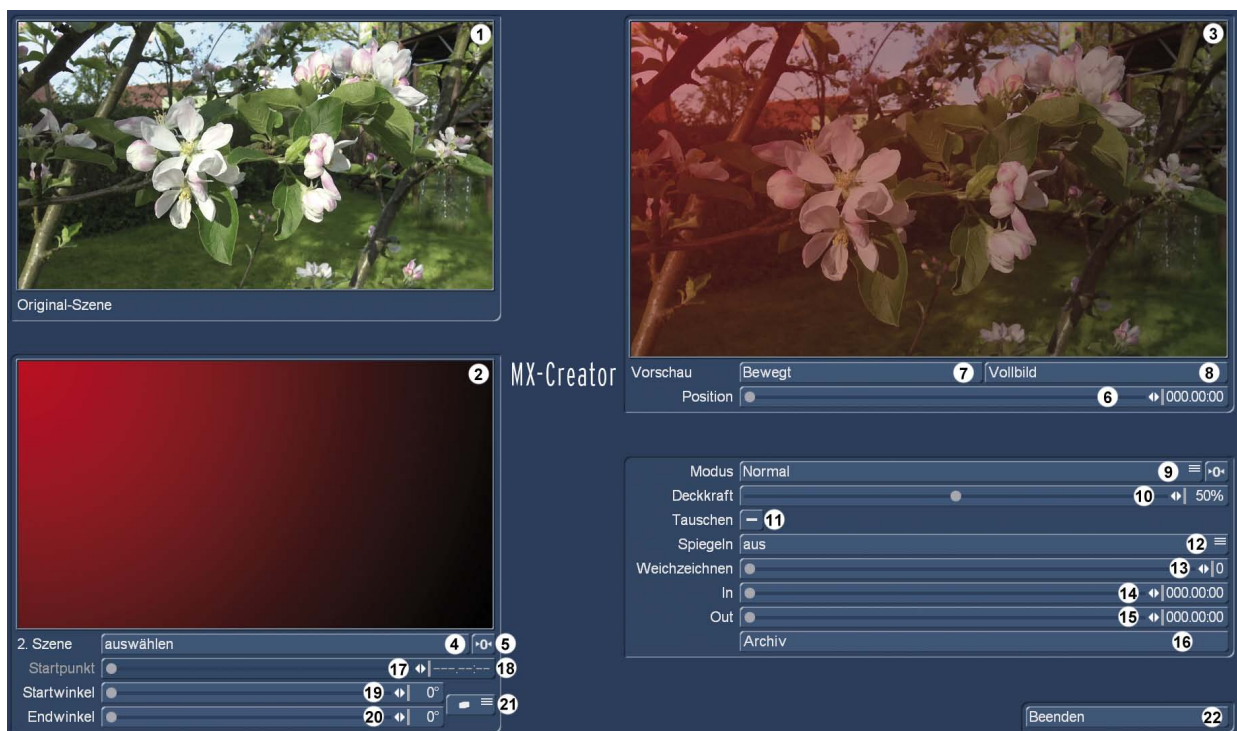 1
Original-Szene
2
2. Szene auswählen 4 ▸0◂ 5
Startpunkt 17 ---.--:-- 18
Startwinkel 19 0°
Endwinkel 20 0°
21
MX-Creator
3
Vorschau Bewegt 7 Vollbild 8
Position 6 000.00:00
Modus Normal 9 ▸0◂
Deckkraft 10 50%
Tauschen 11
Spiegeln aus 12
Weichzeichnen 13 0
In 14 000.00:00
Out 15 000.00:00
Archiv 16
Beenden 22